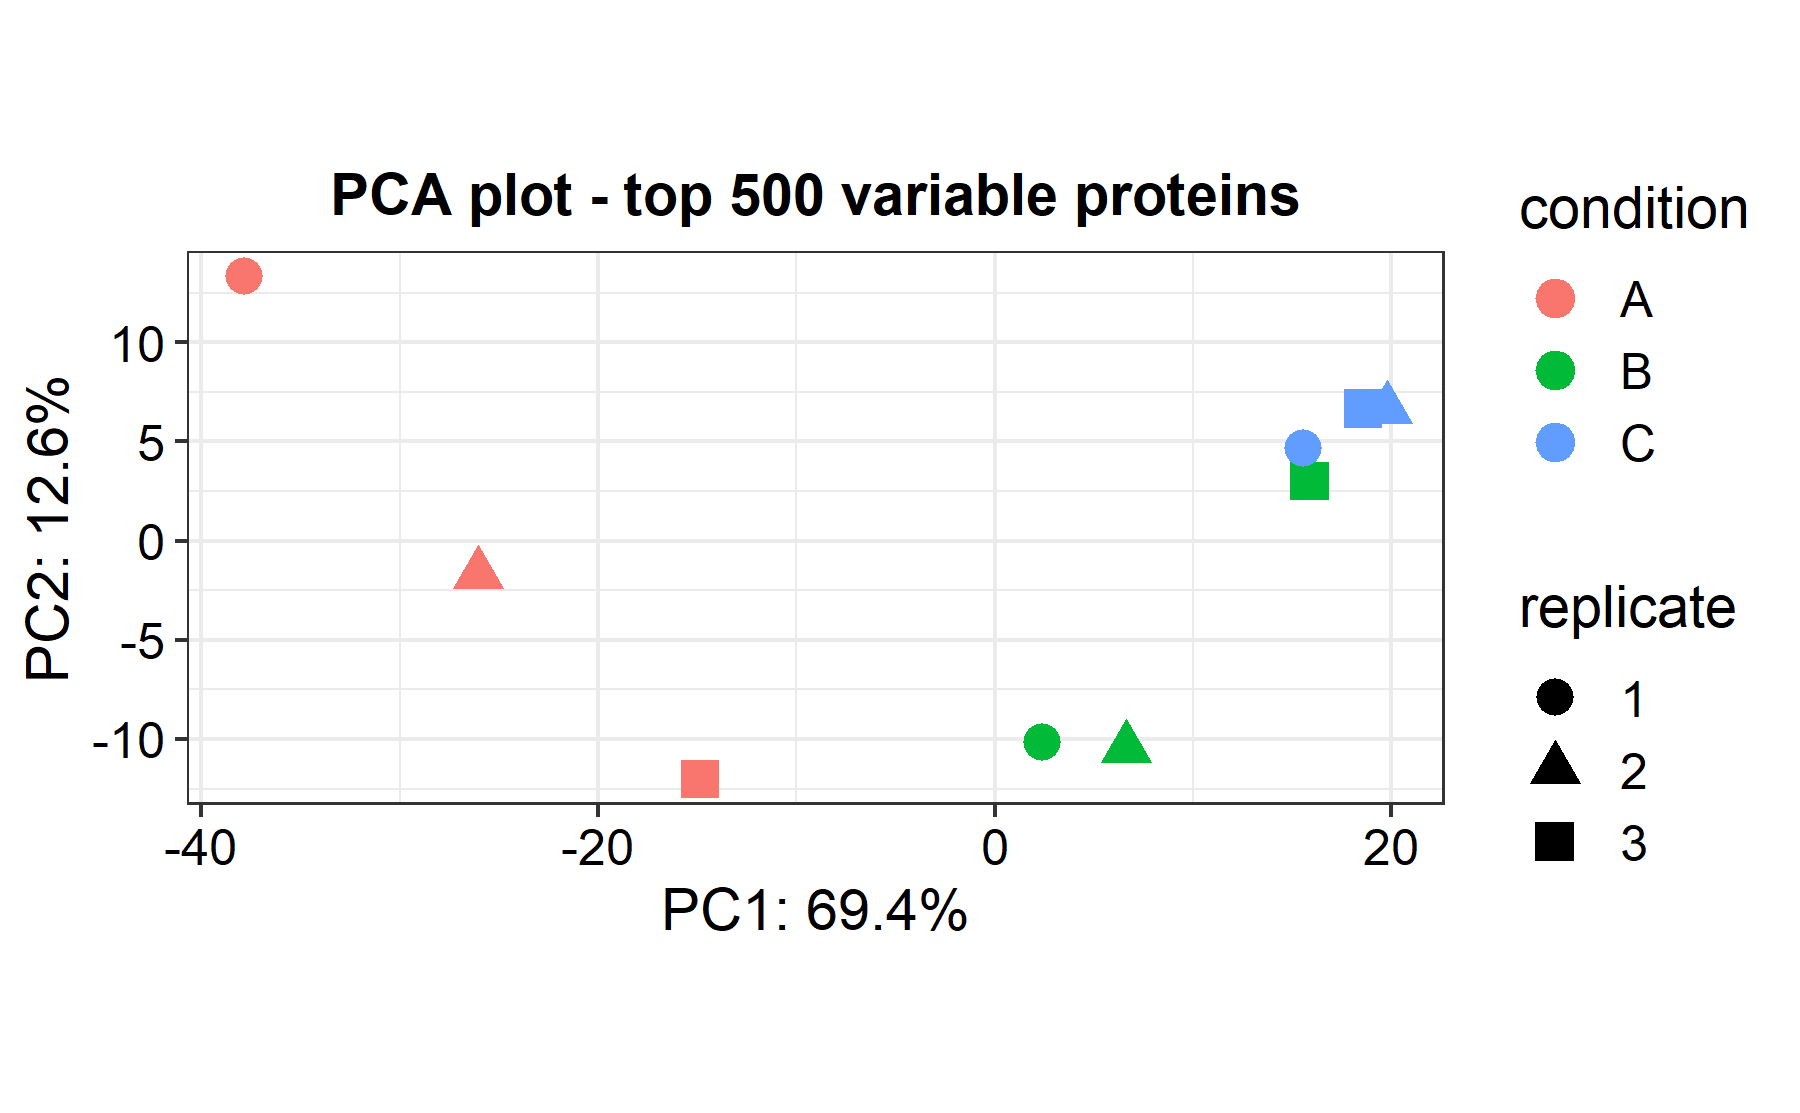 PCA plot - top 500 variable proteins
PC2: 12.6%
10
5
0
-5
-10
-40
-20
0
20
PC1: 69.4%
condition
A
B
C
replicate
1
2
3